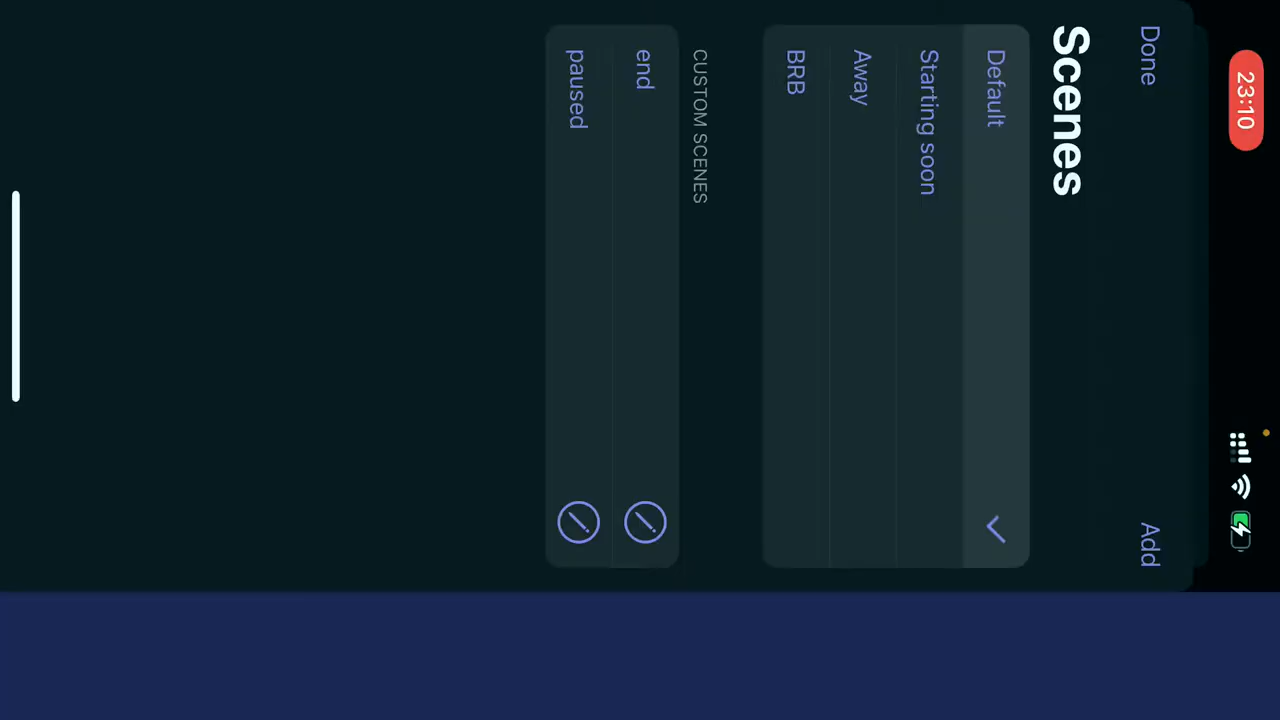 23:10
Done
Add
Scenes
Default
Starting soon
Away
BRB
CUSTOM SCENES
end
paused